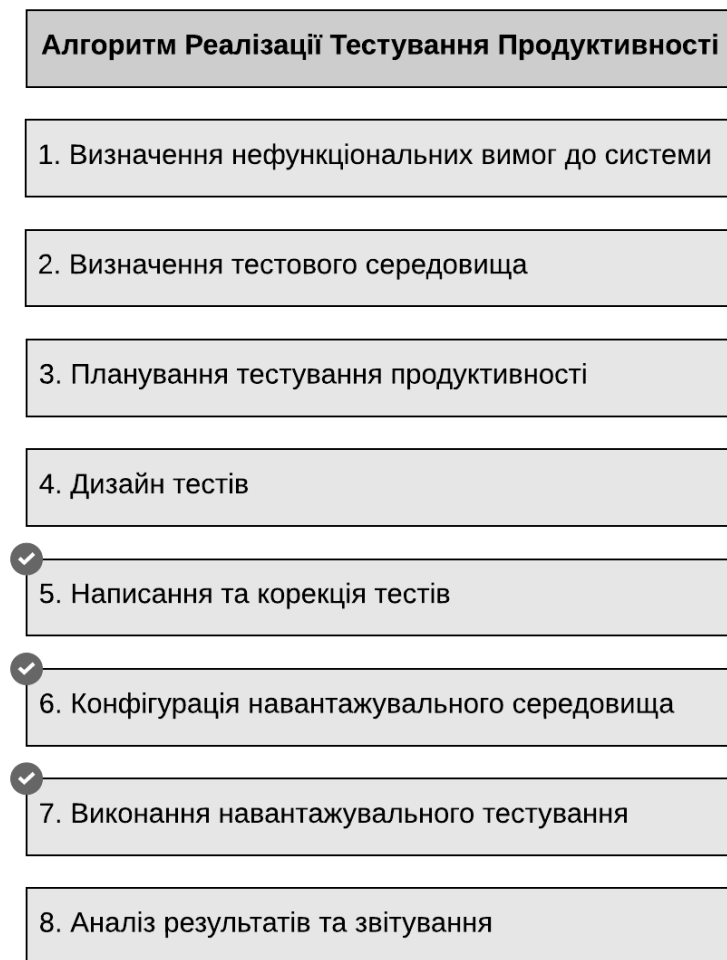 Алгоритм Реалізації Тестування Продуктивності
1. Визначення нефункціональних вимог до системи
2. Визначення тестового середовища
3. Планування тестування продуктивності
4. Дизайн тестів
5. Написання та корекція тестів
6. Конфігурація навантажувального середовища
7. Виконання навантажувального тестування
8. Аналіз результатів та звітування